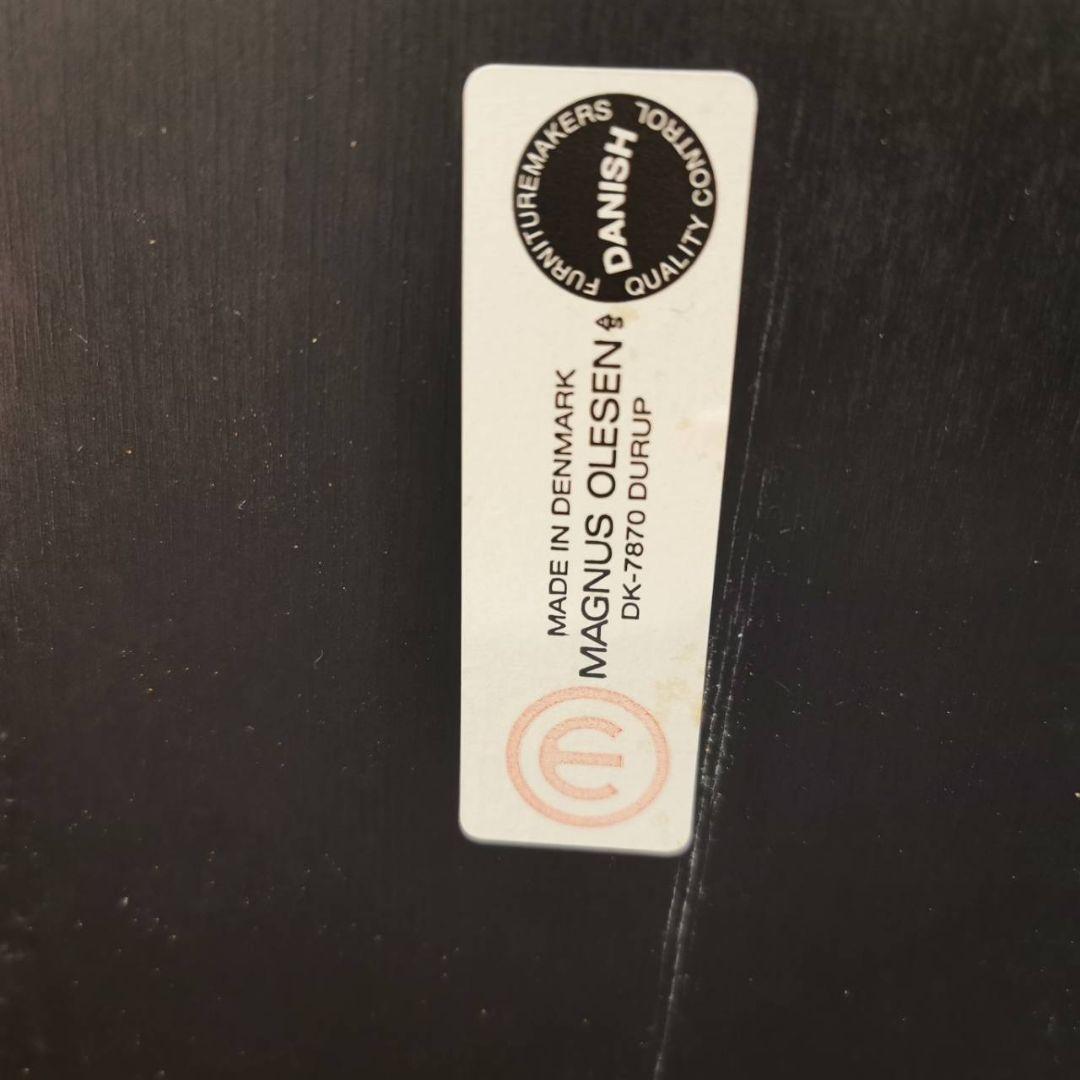 DANISH
FURNITUREMAKERS
QUALITY CONTROL
MADE IN DENMARK
MAGNUS OLESEN
DK-7870 DURUP